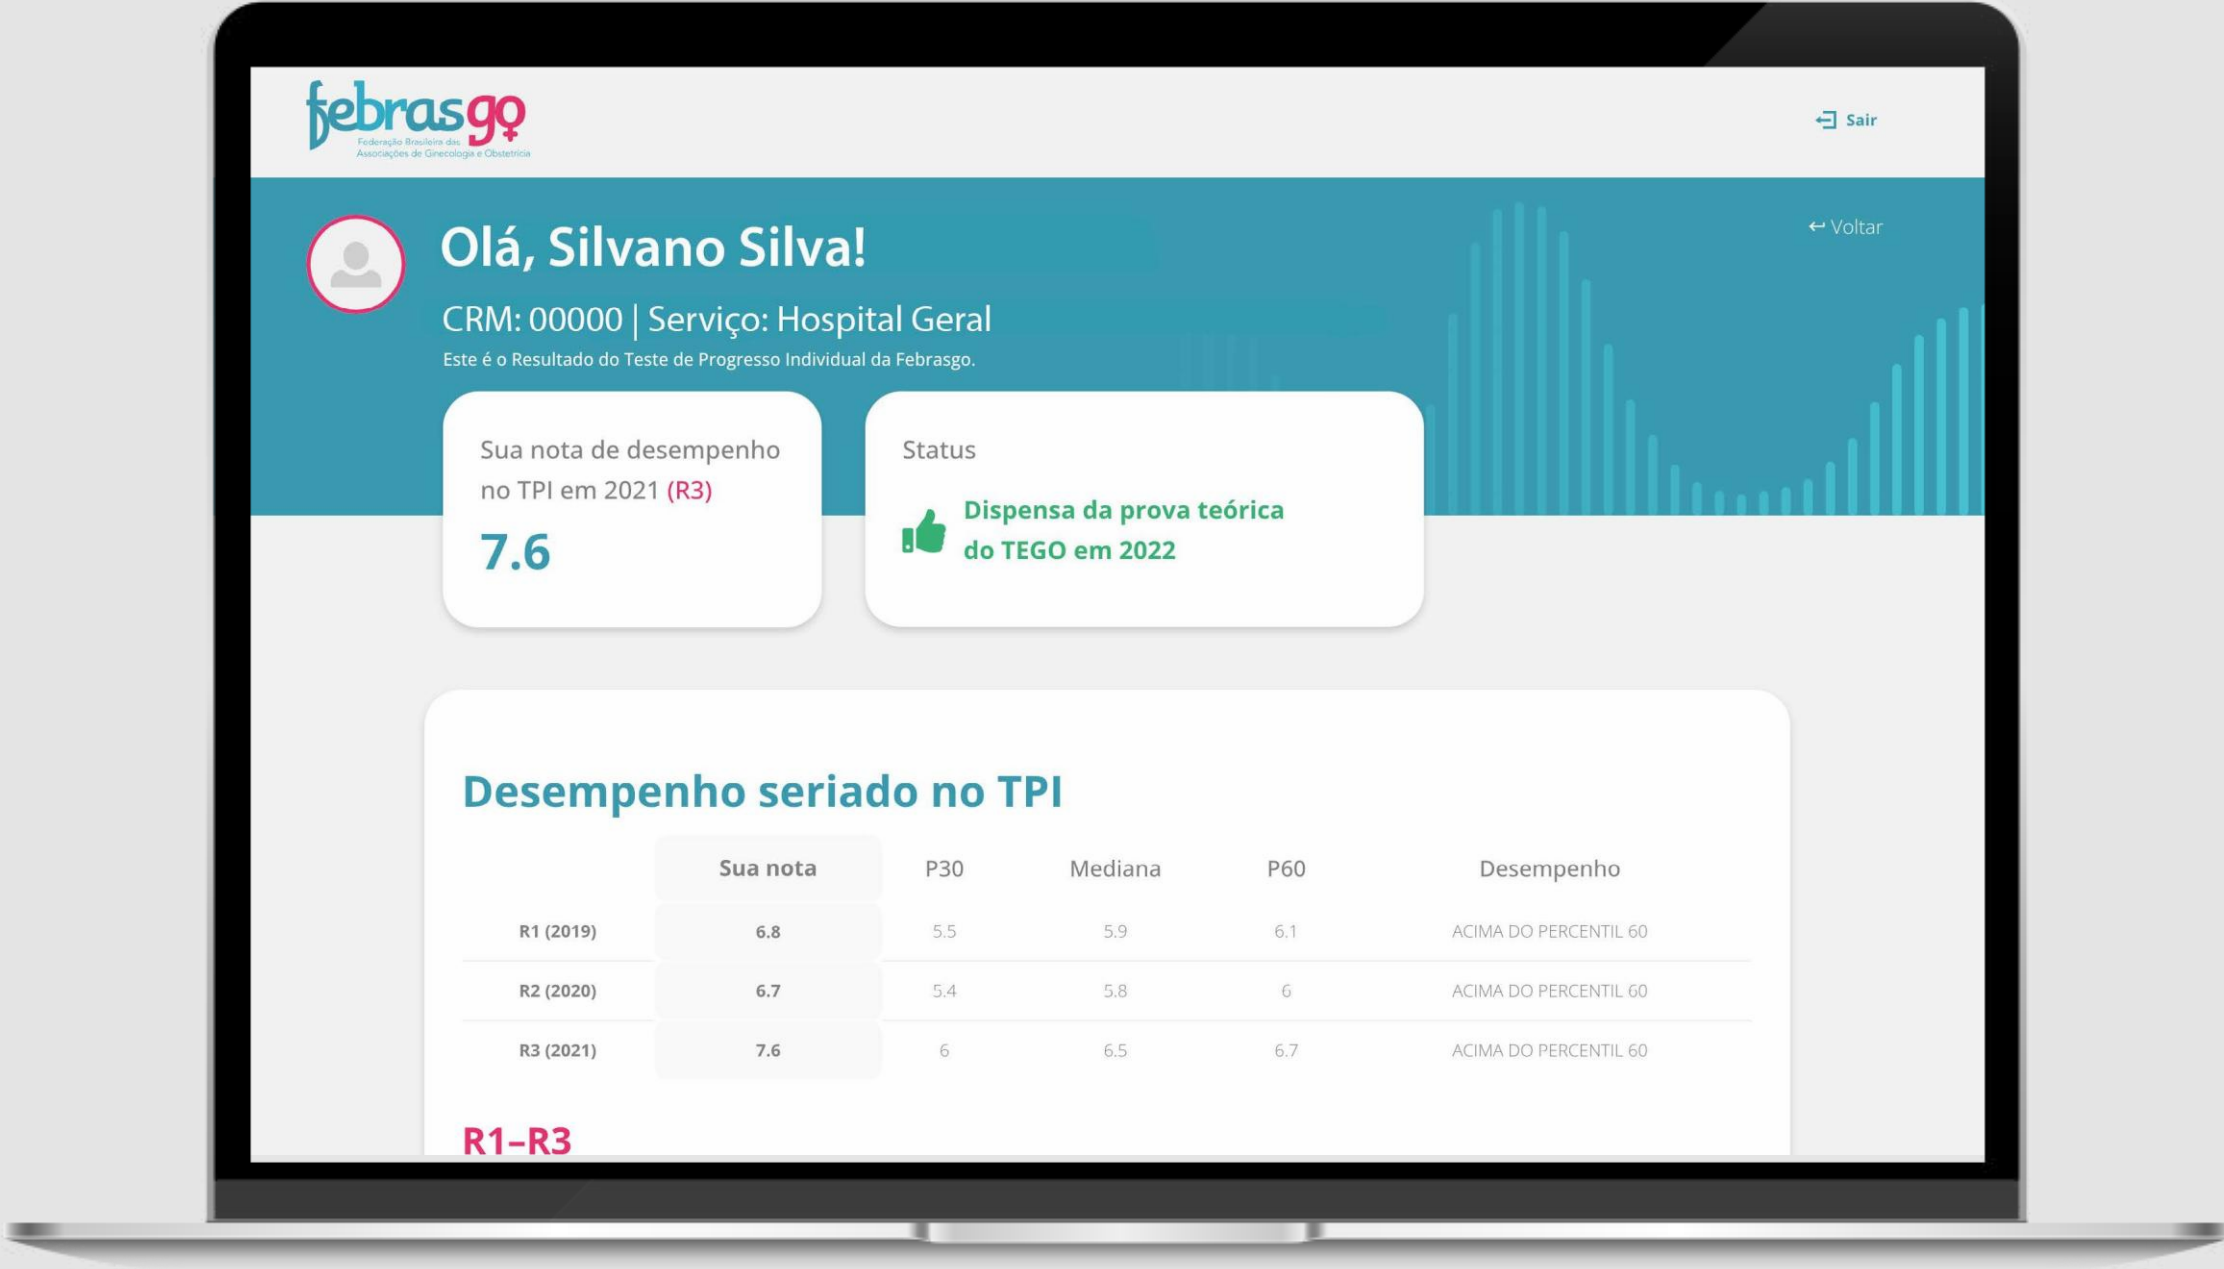 febrasgo
Federação Brasileira das
Associações de Ginecologia e Obstetrícia
Sair
Voltar
Olá, Silvano Silva!
CRM: 00000 | Serviço: Hospital Geral
Este é o Resultado do Teste de Progresso Individual da Febrasgo.
Sua nota de desempenho
no TPI em 2021 (R3)
7.6
Status
Dispensa da prova teórica
do TEGO em 2022
Desempenho seriado no TPI
Sua nota P30 Mediana P60 Desempenho
R1 (2019) 6.8 5.5 5.9 6.1 ACIMA DO PERCENTIL 60
R2 (2020) 6.7 5.4 5.8 6 ACIMA DO PERCENTIL 60
R3 (2021) 7.6 6 6.5 6.7 ACIMA DO PERCENTIL 60
R1–R3